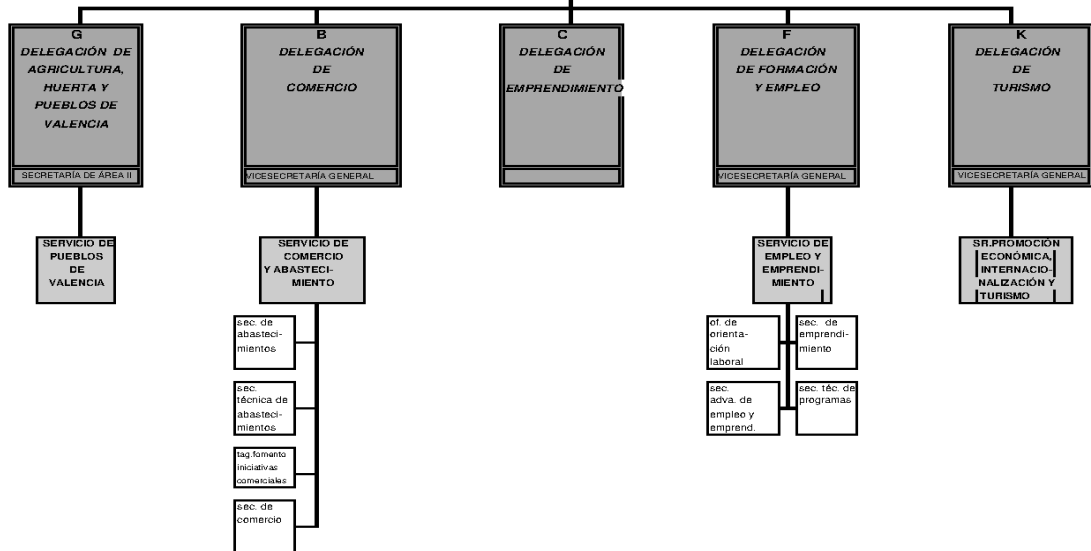 G
DELEGACIÓN DE
AGRICULTURA,
HUERTA Y
PUEBLOS DE
VALENCIA
SECRETARÍA DE ÁREA II
B
DELEGACIÓN
DE
COMERCIO
VICESECRETARÍA GENERAL
C
DELEGACIÓN
DE
EMPRENDIMIENTO
F
DELEGACIÓN
DE FORMACIÓN
Y EMPLEO
VICESECRETARÍA GENERAL
K
DELEGACIÓN
DE
TURISMO
VICESECRETARÍA GENERAL
SERVICIO DE
PUEBLOS
DE
VALENCIA
SERVICIO DE
COMERCIO
Y ABASTECI-
MIENTO
SERVICIO DE
EMPLEO Y
EMPRENDI-
MIENTO
SR.PROMOCIÓN
ECONÓMICA,
INTERNACIO-
NALIZACIÓN Y
TURISMO
sec. de
abasteci-
mientos
sec.
técnica de
abasteci-
mientos
tag.fomento
iniciativas
comerciales
sec. de
comercio
of. de
orienta-
ción
laboral
sec. de
emprendi-
miento
sec.
adva. de
empleo y
emprend.
sec. téc. de
programas